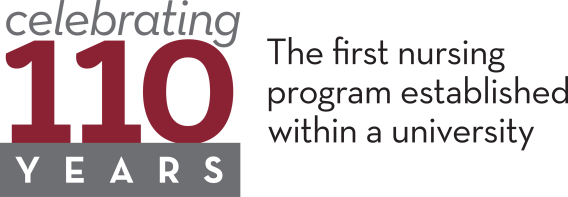 celebrating
110
YEARS
The first nursing
program established
within a university